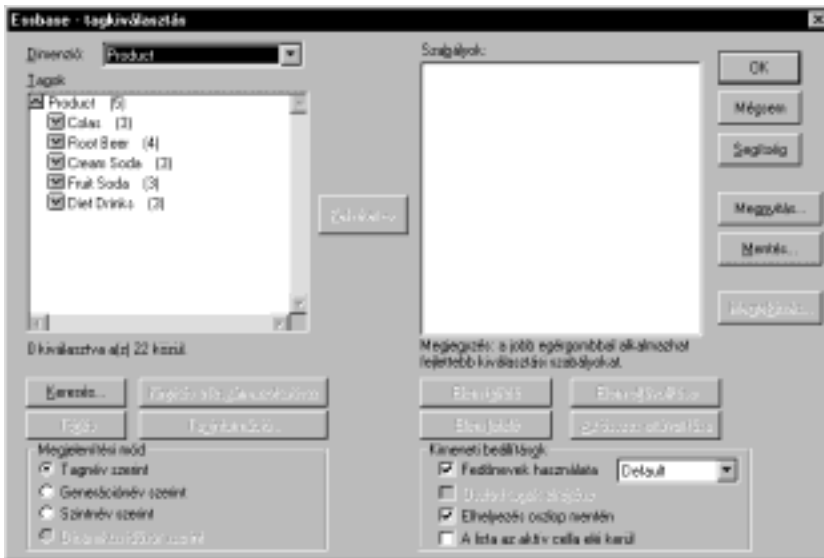 Essbase - tagkiválasztás
Dimenzió: Product
Tagok
Product (5)
Colas (3)
Root Beer (4)
Cream Soda (3)
Fruit Soda (3)
Diet Drinks (3)
0 kiválasztva a(z) 22 közül.
Keresés...
Megjelenítési mód
Tagnév szerint
Generációnév szerint
Szintnév szerint
Szabályok:
Megjegyzés: a jobb egérgombbal alkalmazhat
fejlettebb kiválasztási szabályokat.
Kimeneti beállítások
Fedőnevek használata Default
Elhelyezés oszlop mentén
A lista az aktív cella elé kerül
OK
Mégsem
Segítség
Megnyitás...
Mentés...